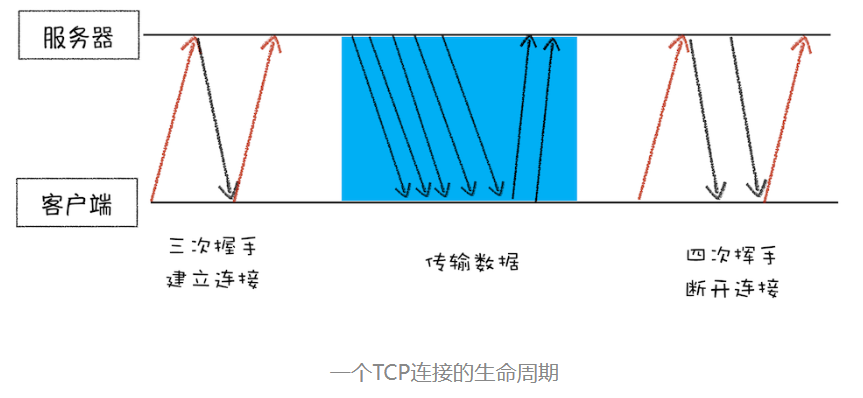 服务器
客户端
三次握手
建立连接
传输数据
四次挥手
断开连接
一个TCP连接的生命周期